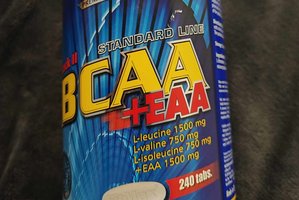 STANDARD LINE
BCAA
+EAA
L-leucine 1500 mg
L-valine 750 mg
L-isoleucine 750 mg
+EAA 1500 mg
240 tabs.